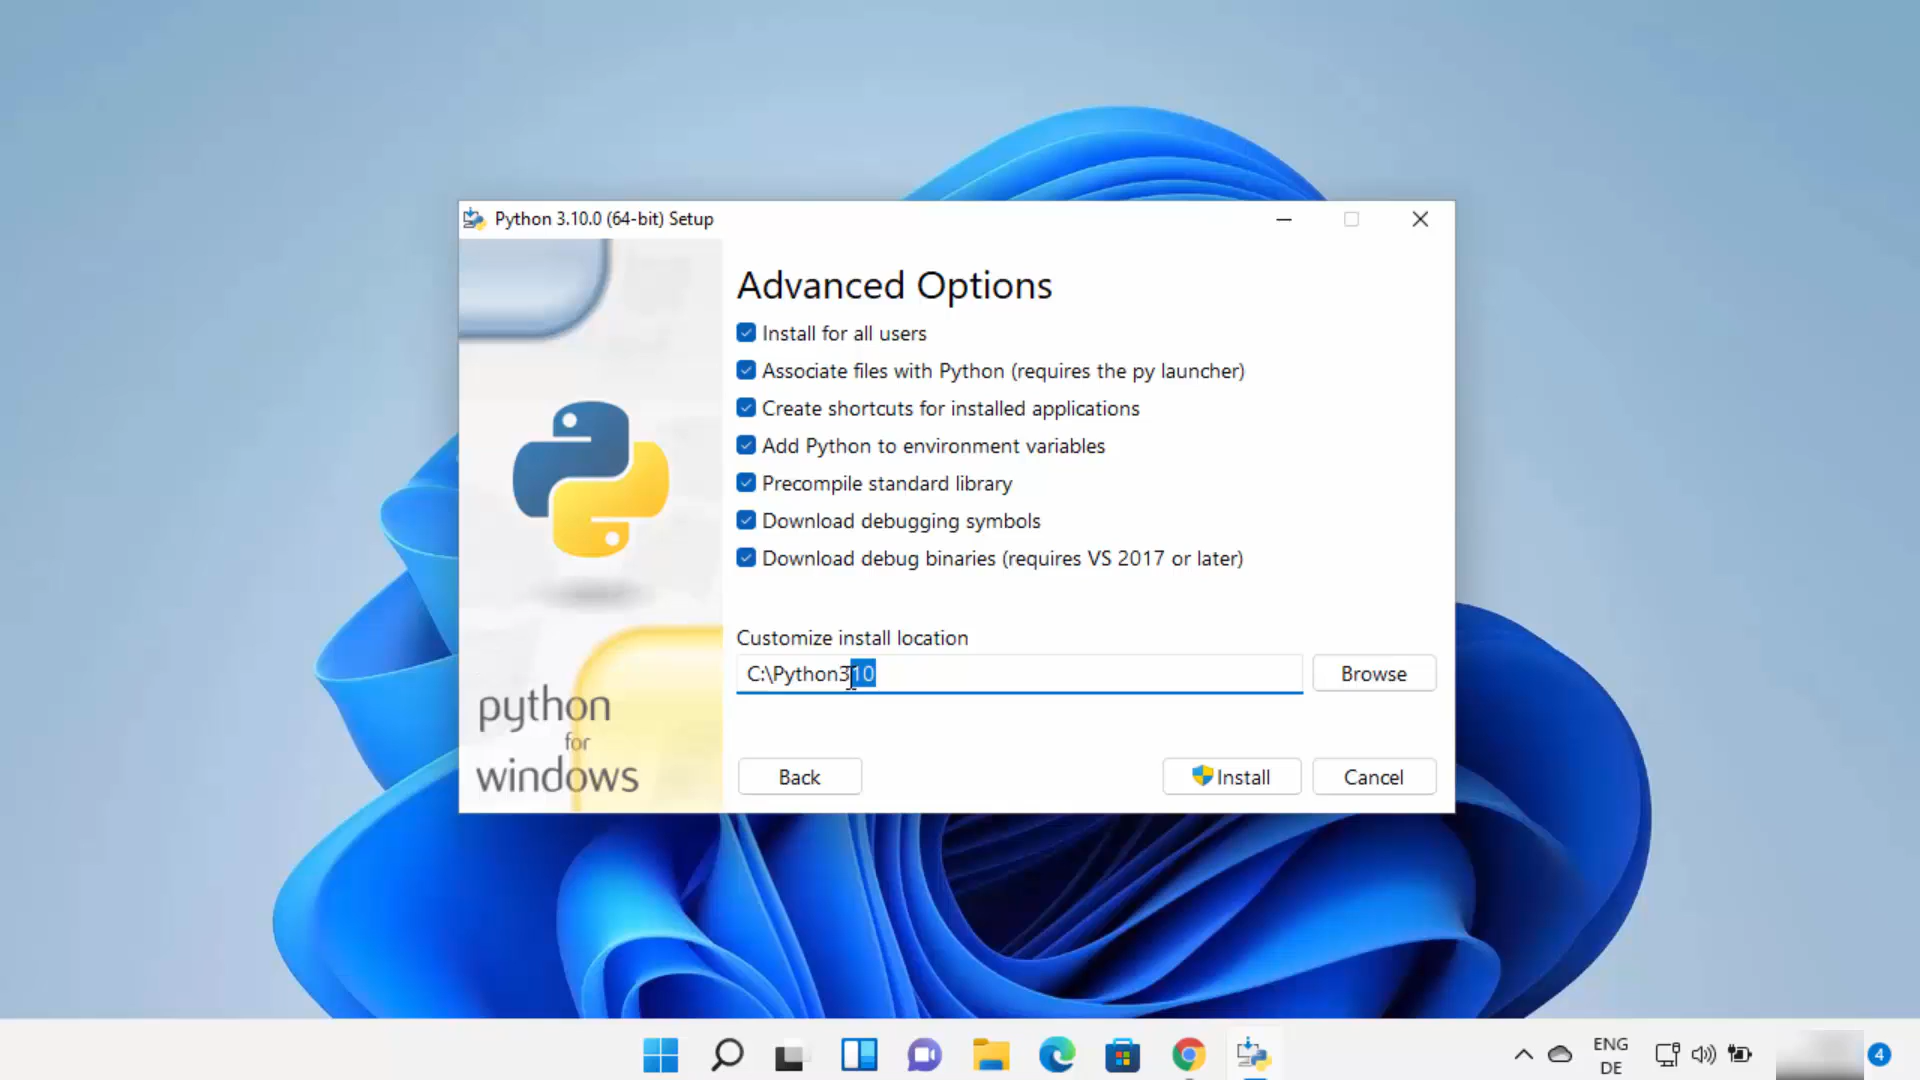 Python 3.10.0 (64-bit) Setup
Advanced Options
Install for all users
Associate files with Python (requires the py launcher)
Create shortcuts for installed applications
Add Python to environment variables
Precompile standard library
Download debugging symbols
Download debug binaries (requires VS 2017 or later)
Customize install location
C:\Python310
Browse
python
for
windows
Back
Install
Cancel
ENG
DE
4